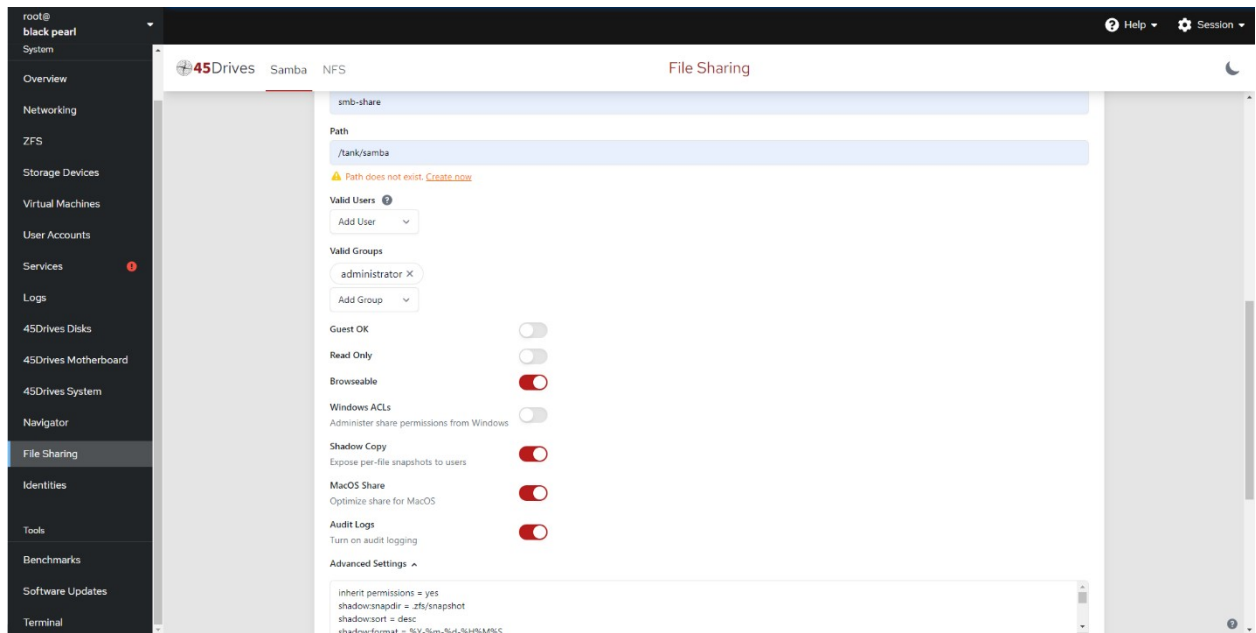 root@
black pearl
Help
Session
System
Overview
Networking
ZFS
Storage Devices
Virtual Machines
User Accounts
Services
Logs
45Drives Disks
45Drives Motherboard
45Drives System
Navigator
File Sharing
Identities
Tools
Benchmarks
Software Updates
Terminal
45Drives Samba NFS File Sharing
smb-share
Path
/tank/samba
Path does not exist. Create now
Valid Users
Add User
Valid Groups
administrator
Add Group
Guest OK
Read Only
Browseable
Windows ACLs
Administer share permissions from Windows
Shadow Copy
Expose per-file snapshots to users
MacOS Share
Optimize share for MacOS
Audit Logs
Turn on audit logging
Advanced Settings
inherit permissions = yes
shadow:snapdir = .zfs/snapshot
shadow:sort = desc
shadow:format = %Y-%m-%d-%H%M%S